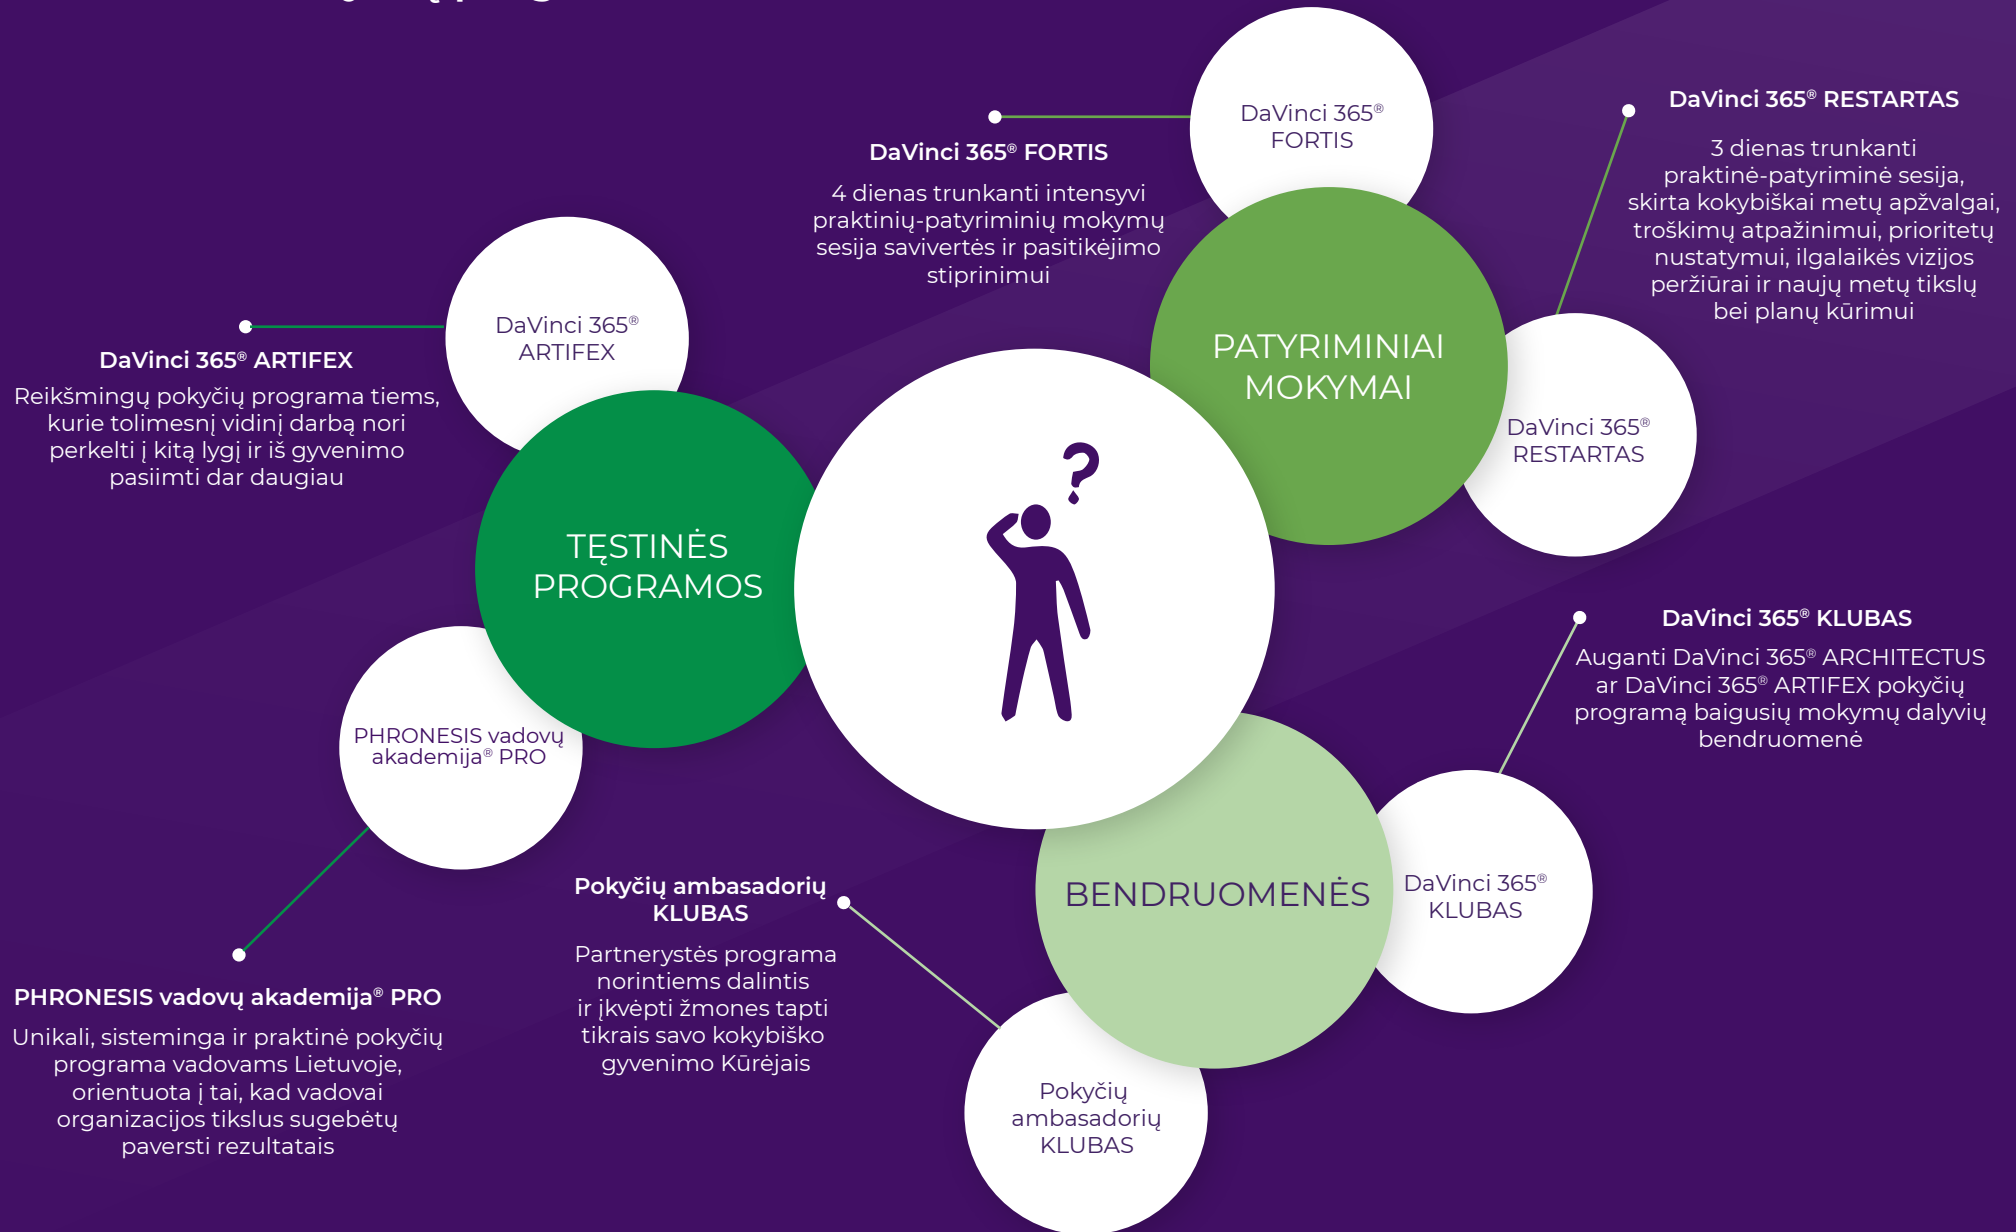 DaVinci 365® FORTIS
4 dienas trunkanti intensyvi
praktinių-patyriminių mokymų
sesija savivertės ir pasitikėjimo
stiprinimui
DaVinci 365®
FORTIS
DaVinci 365® RESTARTAS
3 dienas trunkanti
praktinė-patyriminė sesija,
skirta kokybiškai metų apžvalgai,
troškimų atpažinimui, prioritetų
nustatymui, ilgalaikės vizijos
peržiūrai ir naujų metų tikslų
bei planų kūrimui
DaVinci 365® ARTIFEX
Reikšmingų pokyčių programa tiems,
kurie tolimesnį vidinį darbą nori
perkelti į kitą lygį ir iš gyvenimo
pasiimti dar daugiau
DaVinci 365®
ARTIFEX
PATYRIMINIAI
MOKYMAI
DaVinci 365®
RESTARTAS
TĘSTINĖS
PROGRAMOS
?
DaVinci 365® KLUBAS
Auganti DaVinci 365® ARCHITECTUS
ar DaVinci 365® ARTIFEX pokyčių
programą baigusių mokymų dalyvių
bendruomenė
PHRONESIS vadovų
akademija® PRO
BENDRUOMENĖS
DaVinci 365®
KLUBAS
Pokyčių ambasadorių
KLUBAS
Partnerystės programa
norintiems dalintis
ir įkvėpti žmones tapti
tikrais savo kokybiško
gyvenimo Kūrėjais
PHRONESIS vadovų akademija® PRO
Unikali, sisteminga ir praktinė pokyčių
programa vadovams Lietuvoje,
orientuota į tai, kad vadovai
organizacijos tikslus sugebėtų
paversti rezultatais
Pokyčių
ambasadorių
KLUBAS